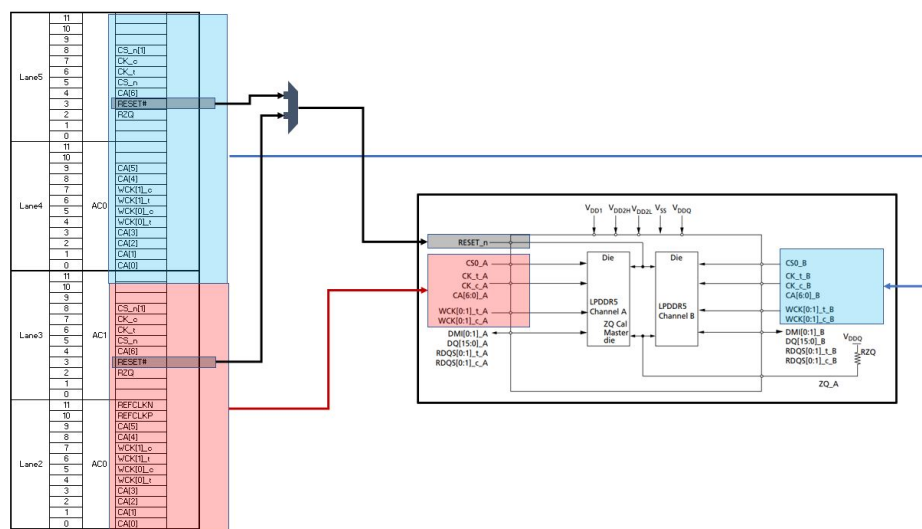 11
10
9
8 CS_n[1]
7 CK_c
Lane5 6 CK_t
5 CS_n
4 CA[6]
3 RESET#
2 RZQ
1
0
11
10
9 CA[5]
8 CA[4]
7 WCK[1]_c
Lane4 6 AC0 WCK[1]_t
5 WCK[0]_c
4 WCK[0]_t
3 CA[3]
2 CA[2]
1 CA[1]
0 CA[0]
11
10
9
8 CS_n[1]
7 CK_c
Lane3 6 AC1 CK_t
5 CS_n
4 CA[6]
3 RESET#
2 RZQ
1
0
11 REFCLKN
10 REFCLKP
9 CA[5]
8 CA[4]
7 WCK[1]_c
Lane2 6 AC0 WCK[1]_t
5 WCK[0]_c
4 WCK[0]_t
3 CA[3]
2 CA[2]
1 CA[1]
0 CA[0]
VDD1 VDD2H VDD2L VSS VDDQ
RESET_n
CS0_A
CK_t_A
CK_c_A
CA[6:0]_A
WCK[0:1]_t_A
WCK[0:1]_c_A
DMI[0:1]_A
DQ[15:0]_A
RDQS[0:1]_t_A
RDQS[0:1]_c_A
Die
LPDDR5
Channel A
ZQ Cal
Master
die
Die
LPDDR5
Channel B
CS0_B
CK_t_B
CK_c_B
CA[6:0]_B
WCK[0:1]_t_B
WCK[0:1]_c_B
DMI[0:1]_B
DQ[15:0]_B
RDQS[0:1]_t_B
RDQS[0:1]_c_B
VDDQ
RZQ
ZQ_A